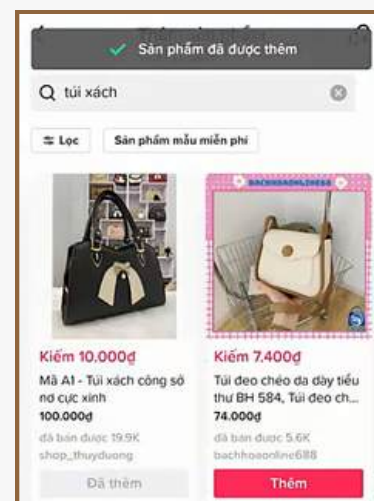 Sản phẩm đã được thêm
túi xách
Lọc
Sản phẩm mẫu miễn phí
BACHHOAONLINE68
Kiếm 10.000₫
Mã A1 - Túi xách công sở
nơ cực xinh
100.000₫
đã bán được 19.9K
shop_thuyduong
Đã thêm
Kiếm 7.400₫
Túi đeo chéo da dày tiểu
thư BH 584, Túi đeo ch...
74.000₫
đã bán được 5.6K
bachhoaonline688
Thêm